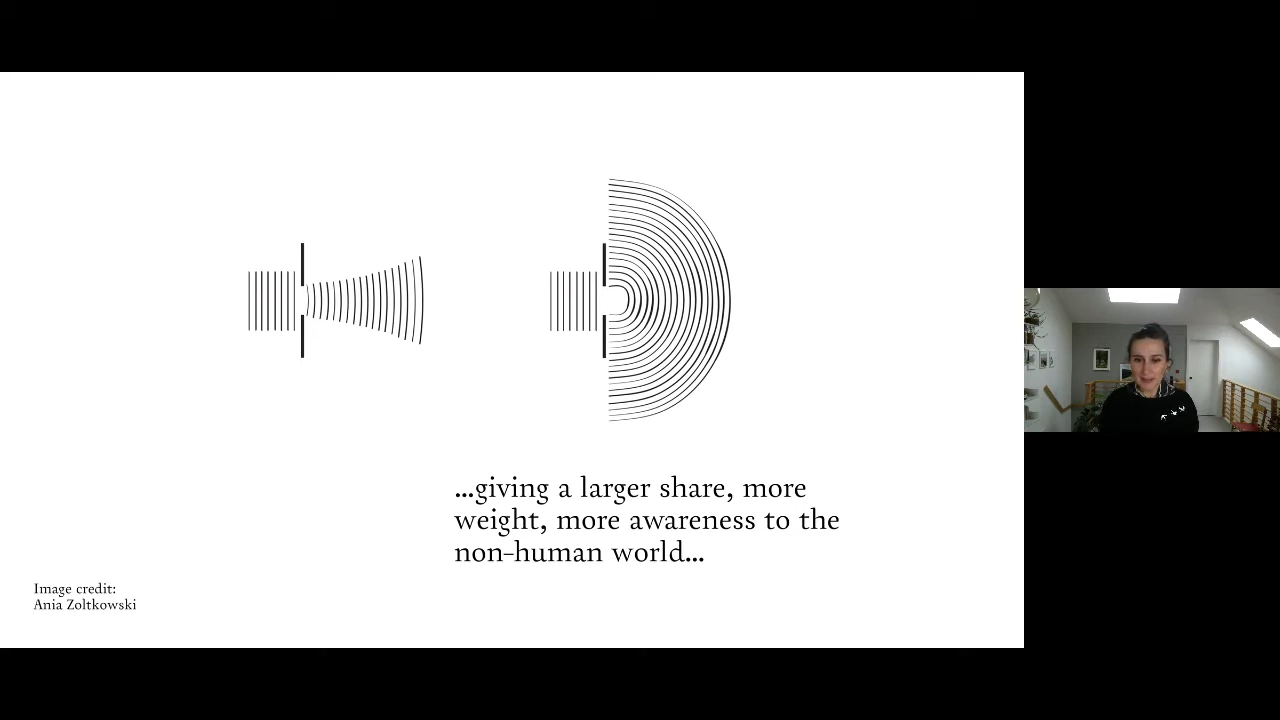 ...giving a larger share, more
weight, more awareness to the
non-human world...
Image credit:
Ania Zoltkowski